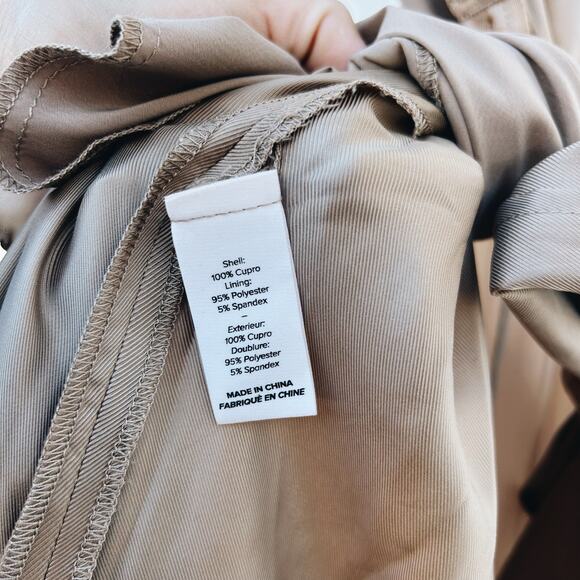 Shell:
100% Cupro
Lining:
95% Polyester
5% Spandex
–
Exterieur:
100% Cupro
Doublure:
95% Polyester
5% Spandex
MADE IN CHINA
FABRIQUÉ EN CHINE